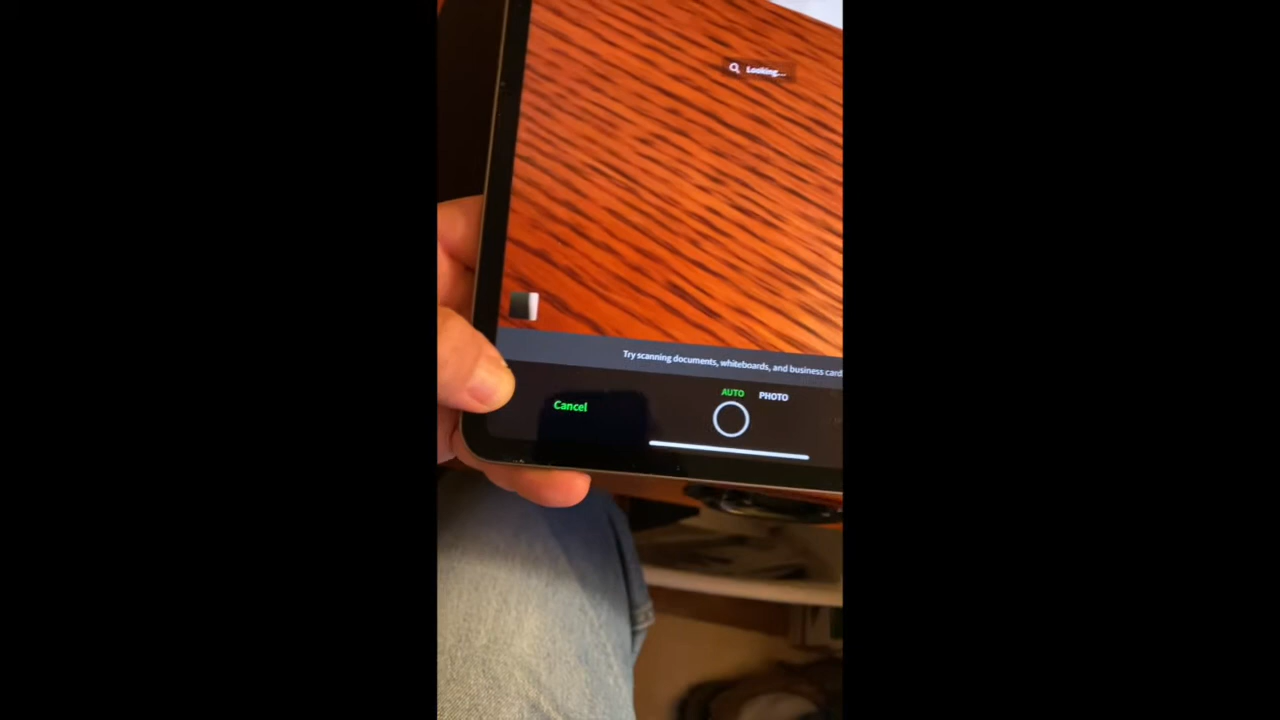 Looking...
Try scanning documents, whiteboards, and business card
AUTO PHOTO
Cancel